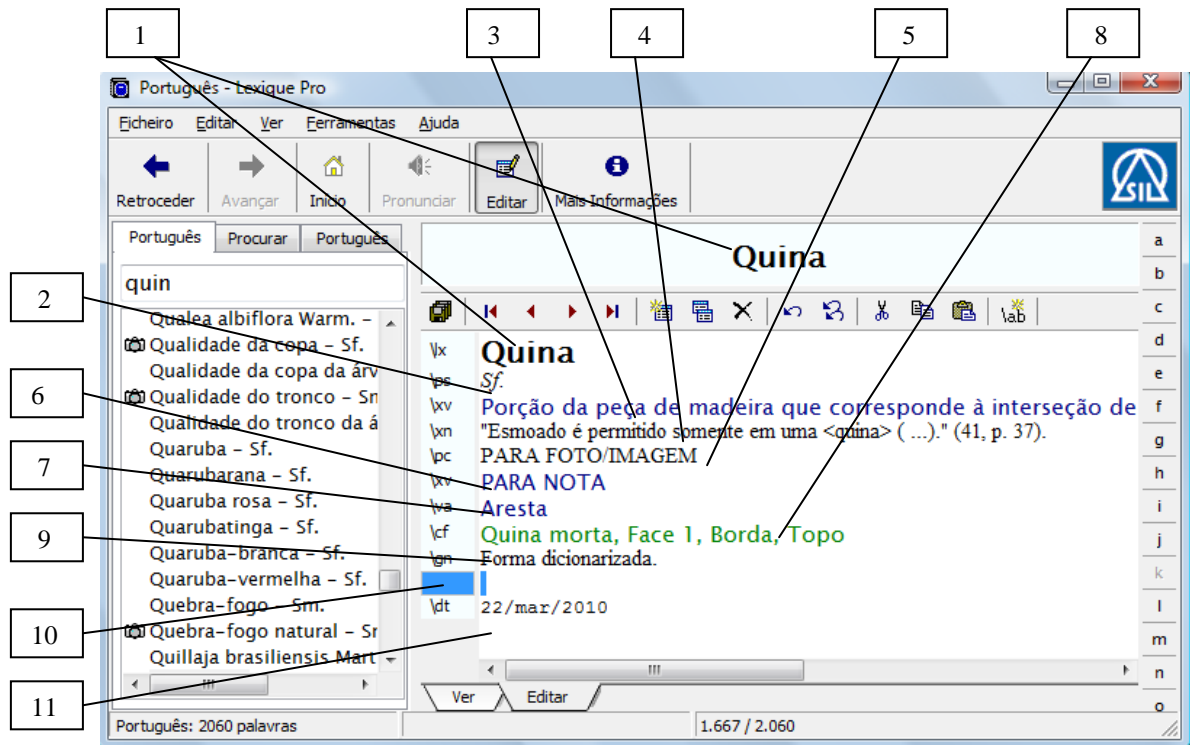 1
3
4
5
8
Português - Lexique Pro
Ficheiro Editar Ver Ferramentas Ajuda
Retroceder Avançar Início Pronunciar Editar Mais Informações
SIL
Português Procurar Português
quin
Quina
a
b
c
d
e
f
g
h
i
j
k
l
m
n
o
2
6
7
9
10
11
Qualea albiflora Warm. –
Qualidade da copa – Sf.
Qualidade da copa da árv
Qualidade do tronco – Sn
Qualidade do tronco da á
Quaruba – Sf.
Quarubarana – Sf.
Quaruba rosa – Sf.
Quarubatinga – Sf.
Quaruba-branca – Sf.
Quaruba-vermelha – Sf.
Quebra-fogo – Sm.
Quebra-fogo natural – Sr
Quillaja brasiliensis Mart
\ab
\lx Quina
\ps Sf.
\xv Porção da peça de madeira que corresponde à interseção de
\xn "Esmoado é permitido somente em uma <quina> ( ...)." (41, p. 37).
\pc PARA FOTO/IMAGEM
\xv PARA NOTA
\va Aresta
\cf Quina morta, Face 1, Borda, Topo
\gn Forma dicionarizada.
\dt 22/mar/2010
Ver Editar
Português: 2060 palavras 1.667 / 2.060